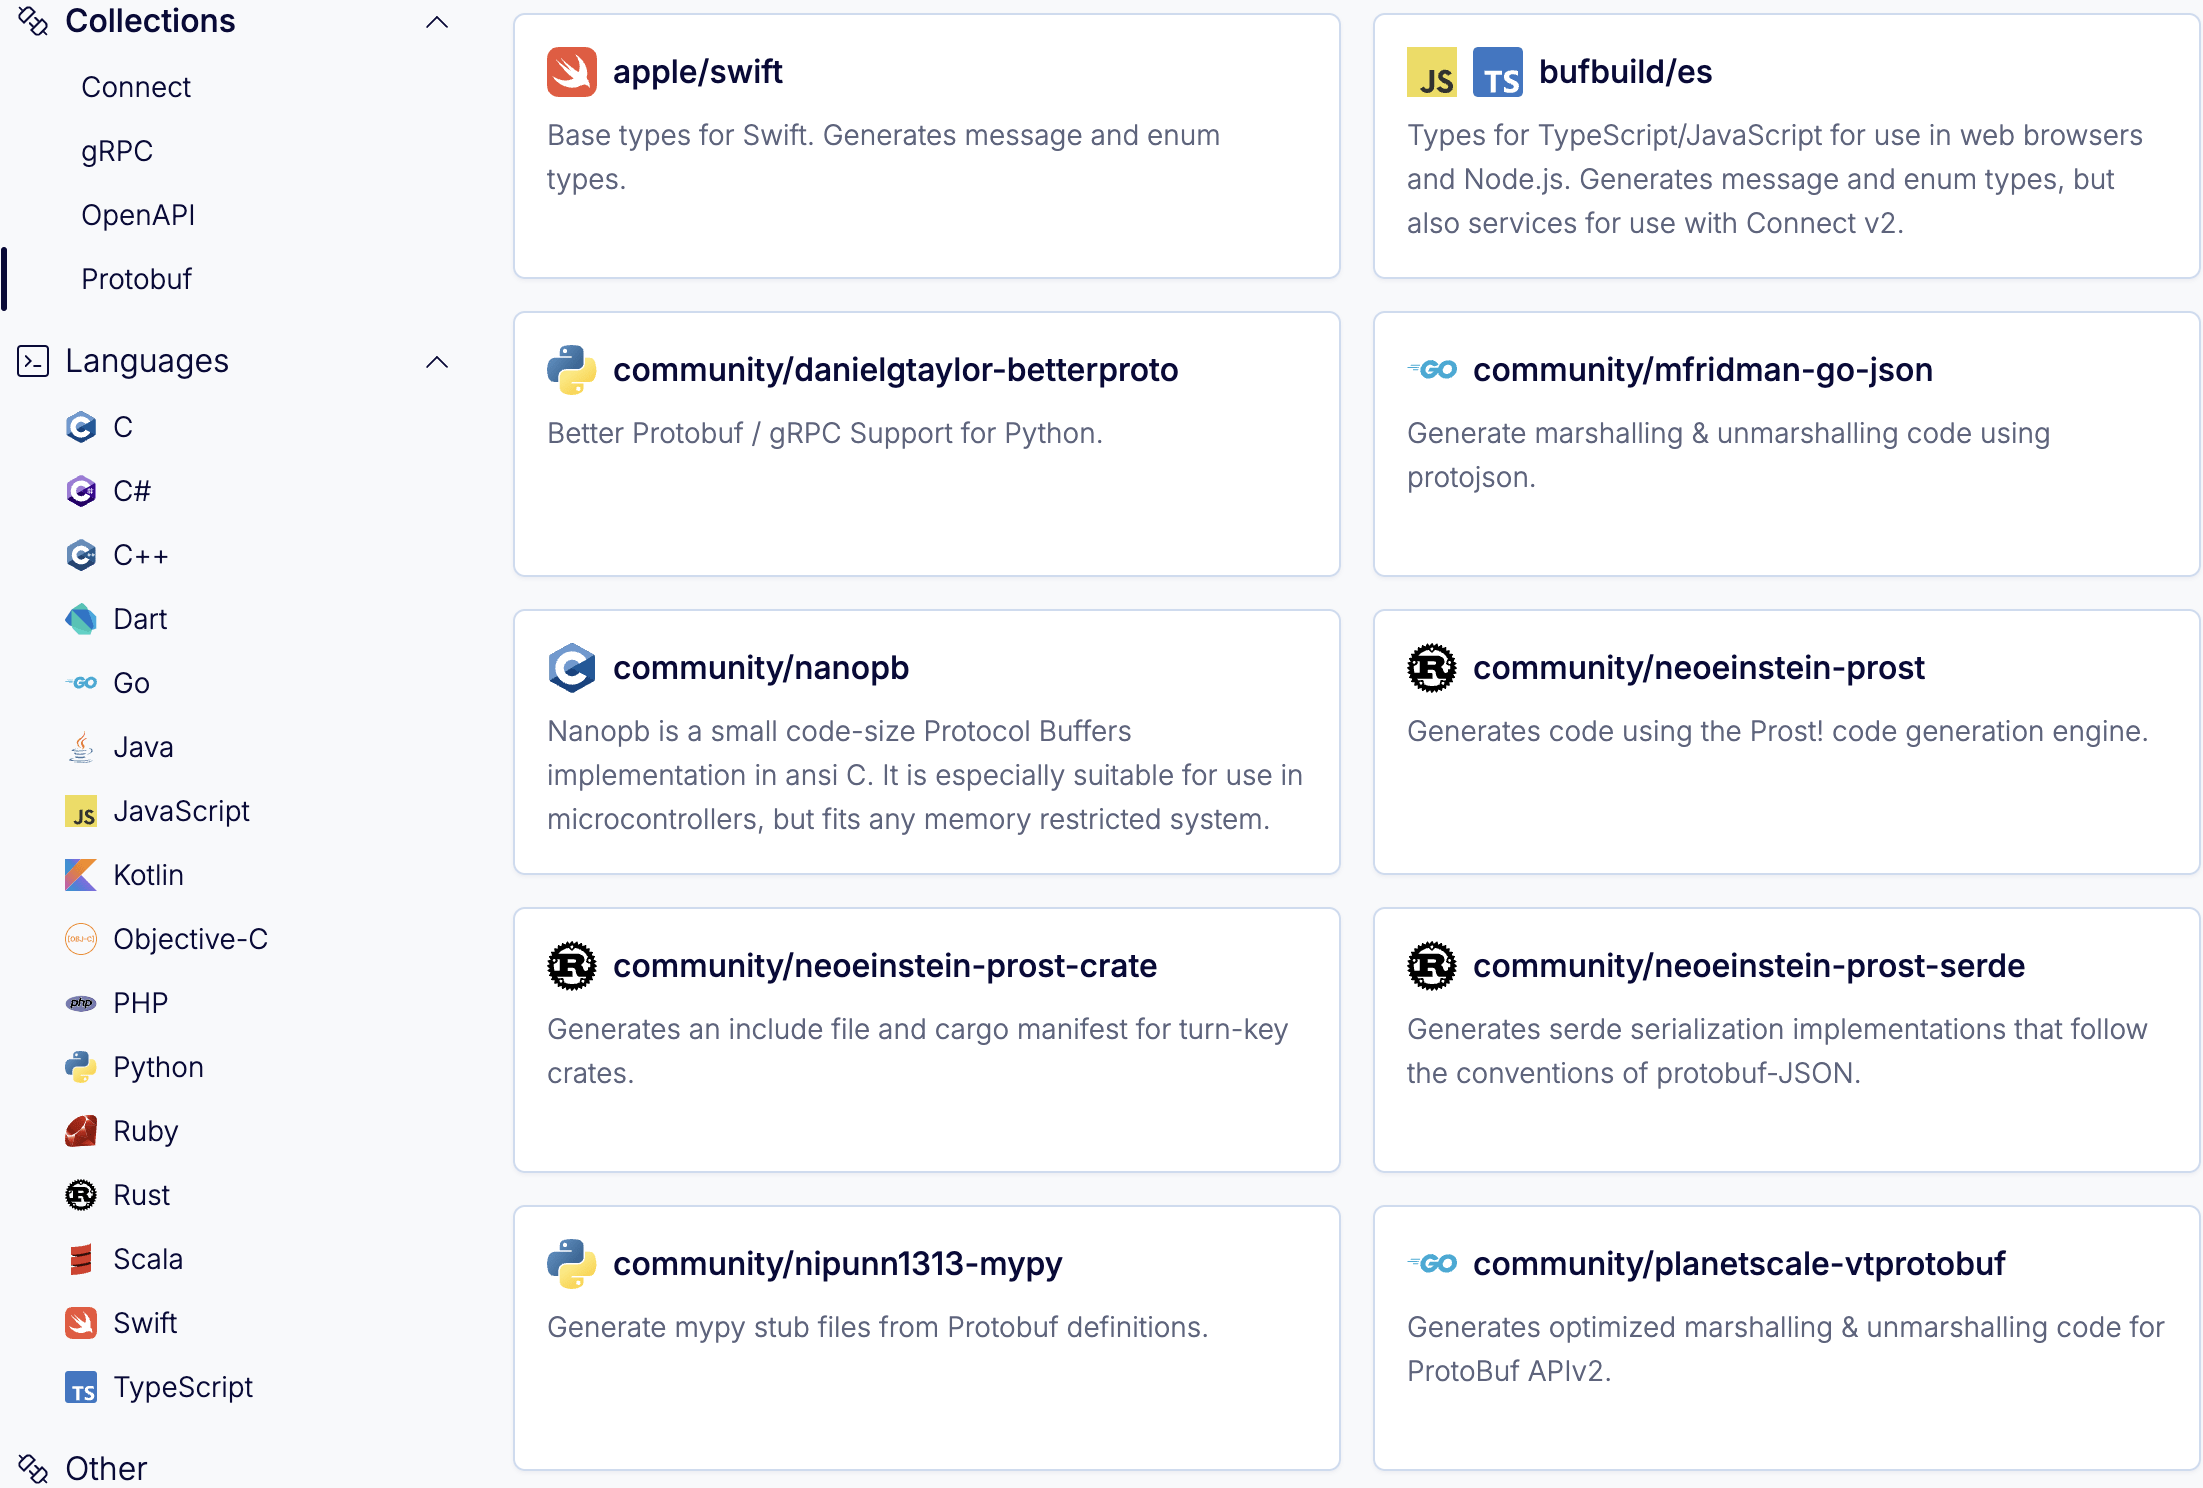 Collections
Connect
gRPC
OpenAPI
Protobuf
Languages
C
C#
C++
Dart
GO
Go
Java
JS
JavaScript
Kotlin
[OBJ-C]
Objective-C
php
PHP
Python
Ruby
R
Rust
Scala
Swift
TS
TypeScript
Other
apple/swift
Base types for Swift. Generates message and enum
types.
JS TS bufbuild/es
Types for TypeScript/JavaScript for use in web browsers
and Node.js. Generates message and enum types, but
also services for use with Connect v2.
community/danielgtaylor-betterproto
Better Protobuf / gRPC Support for Python.
GO community/mfridman-go-json
Generate marshalling & unmarshalling code using
protojson.
C community/nanopb
Nanopb is a small code-size Protocol Buffers
implementation in ansi C. It is especially suitable for use in
microcontrollers, but fits any memory restricted system.
R community/neoeinstein-prost
Generates code using the Prost! code generation engine.
R community/neoeinstein-prost-crate
Generates an include file and cargo manifest for turn-key
crates.
R community/neoeinstein-prost-serde
Generates serde serialization implementations that follow
the conventions of protobuf-JSON.
community/nipunn1313-mypy
Generate mypy stub files from Protobuf definitions.
GO community/planetscale-vtprotobuf
Generates optimized marshalling & unmarshalling code for
ProtoBuf APIv2.